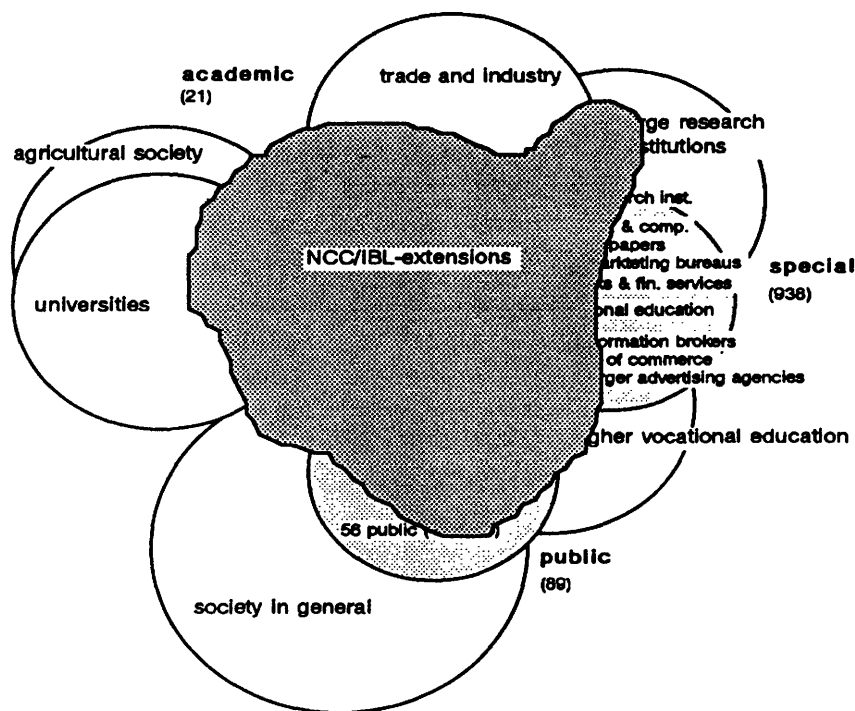 academic
(21)
trade and industry
rge research
stitutions
agricultural society
rch inst.
& comp.
papers
arkteting bureaus
special
(938)
NCC/IBL-extensions
universities
s & fin. services
onal education
ormation brokers
of commerce
rger advertising agencies
gher vocational education
56 public (
public
(89)
society in general